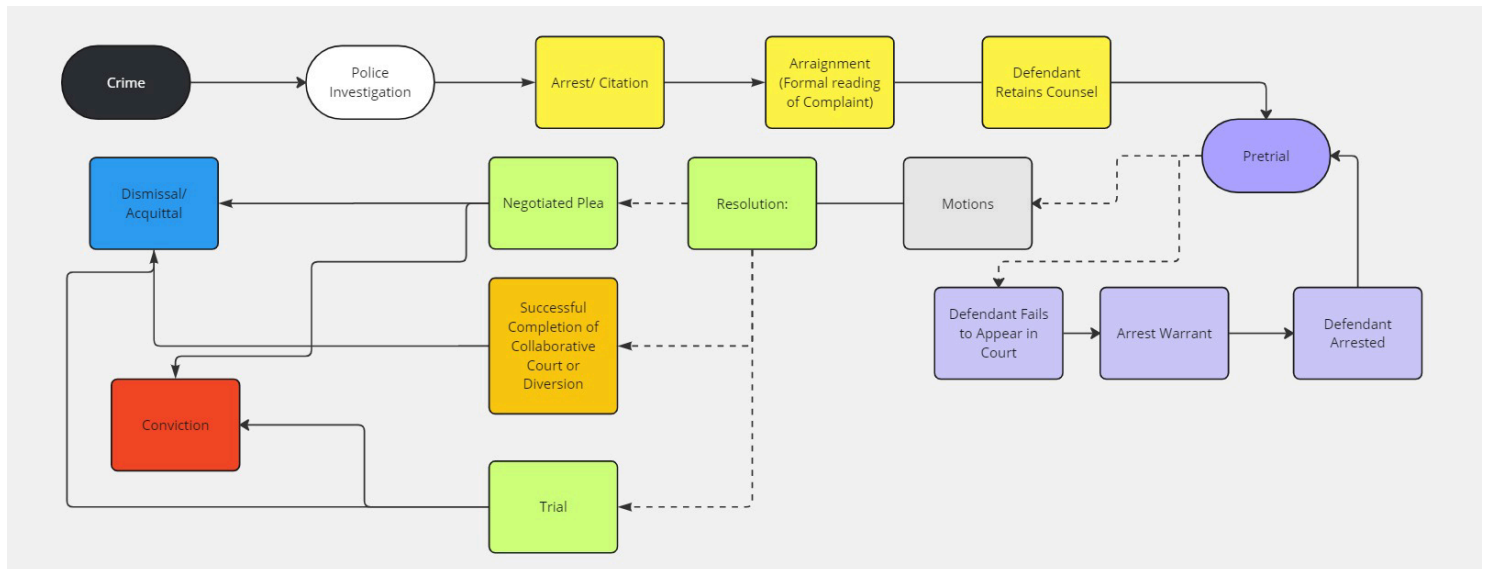 Crime
Police
Investigation
Arrest/ Citation
Arraignment
(Formal reading
of Complaint)
Defendant
Retains Counsel
Pretrial
Dismissal/
Acquittal
Negotiated Plea
Resolution:
Motions
Successful
Completion of
Collaborative
Court or
Diversion
Defendant Fails
to Appear in
Court
Arrest Warrant
Defendant
Arrested
Conviction
Trial